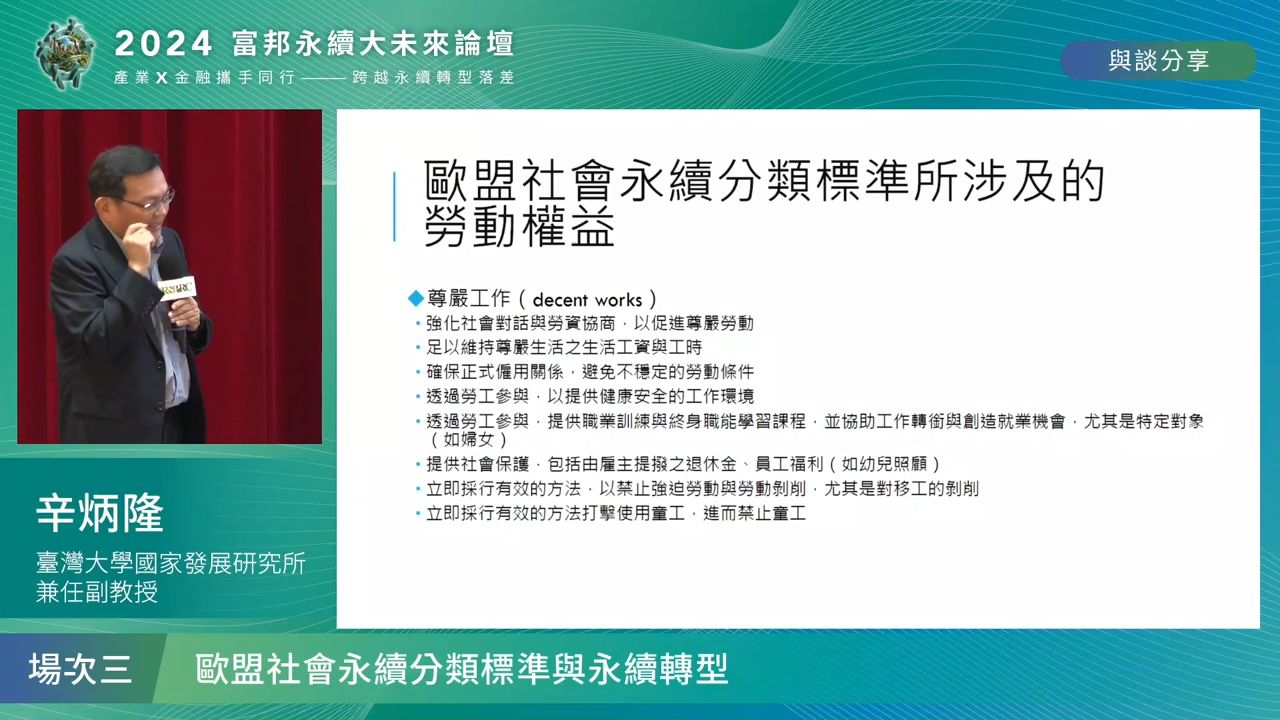 2024 富邦永續大未來論壇
產業X金融攜手同行——跨越永續轉型落差
與談分享
歐盟社會永續分類標準所涉及的
勞動權益
◆尊嚴工作（decent works）
▪強化社會對話與勞資協商，以促進尊嚴勞動
▪足以維持尊嚴生活之生活工資與工時
▪確保正式僱用關係，避免不穩定的勞動條件
▪透過勞工參與，以提供健康安全的工作環境
▪透過勞工參與，提供職業訓練與終身職能學習課程，並協助工作轉銜與創造就業機會，尤其是特定對象
（如婦女）
▪提供社會保護，包括由雇主提撥之退休金、員工福利（如幼兒照顧）
▪立即採行有效的方法，以禁止強迫勞動與勞動剝削，尤其是對移工的剝削
▪立即採行有效的方法打擊使用童工，進而禁止童工
RSPRC
辛炳隆
臺灣大學國家發展研究所
兼任副教授
場次三
歐盟社會永續分類標準與永續轉型